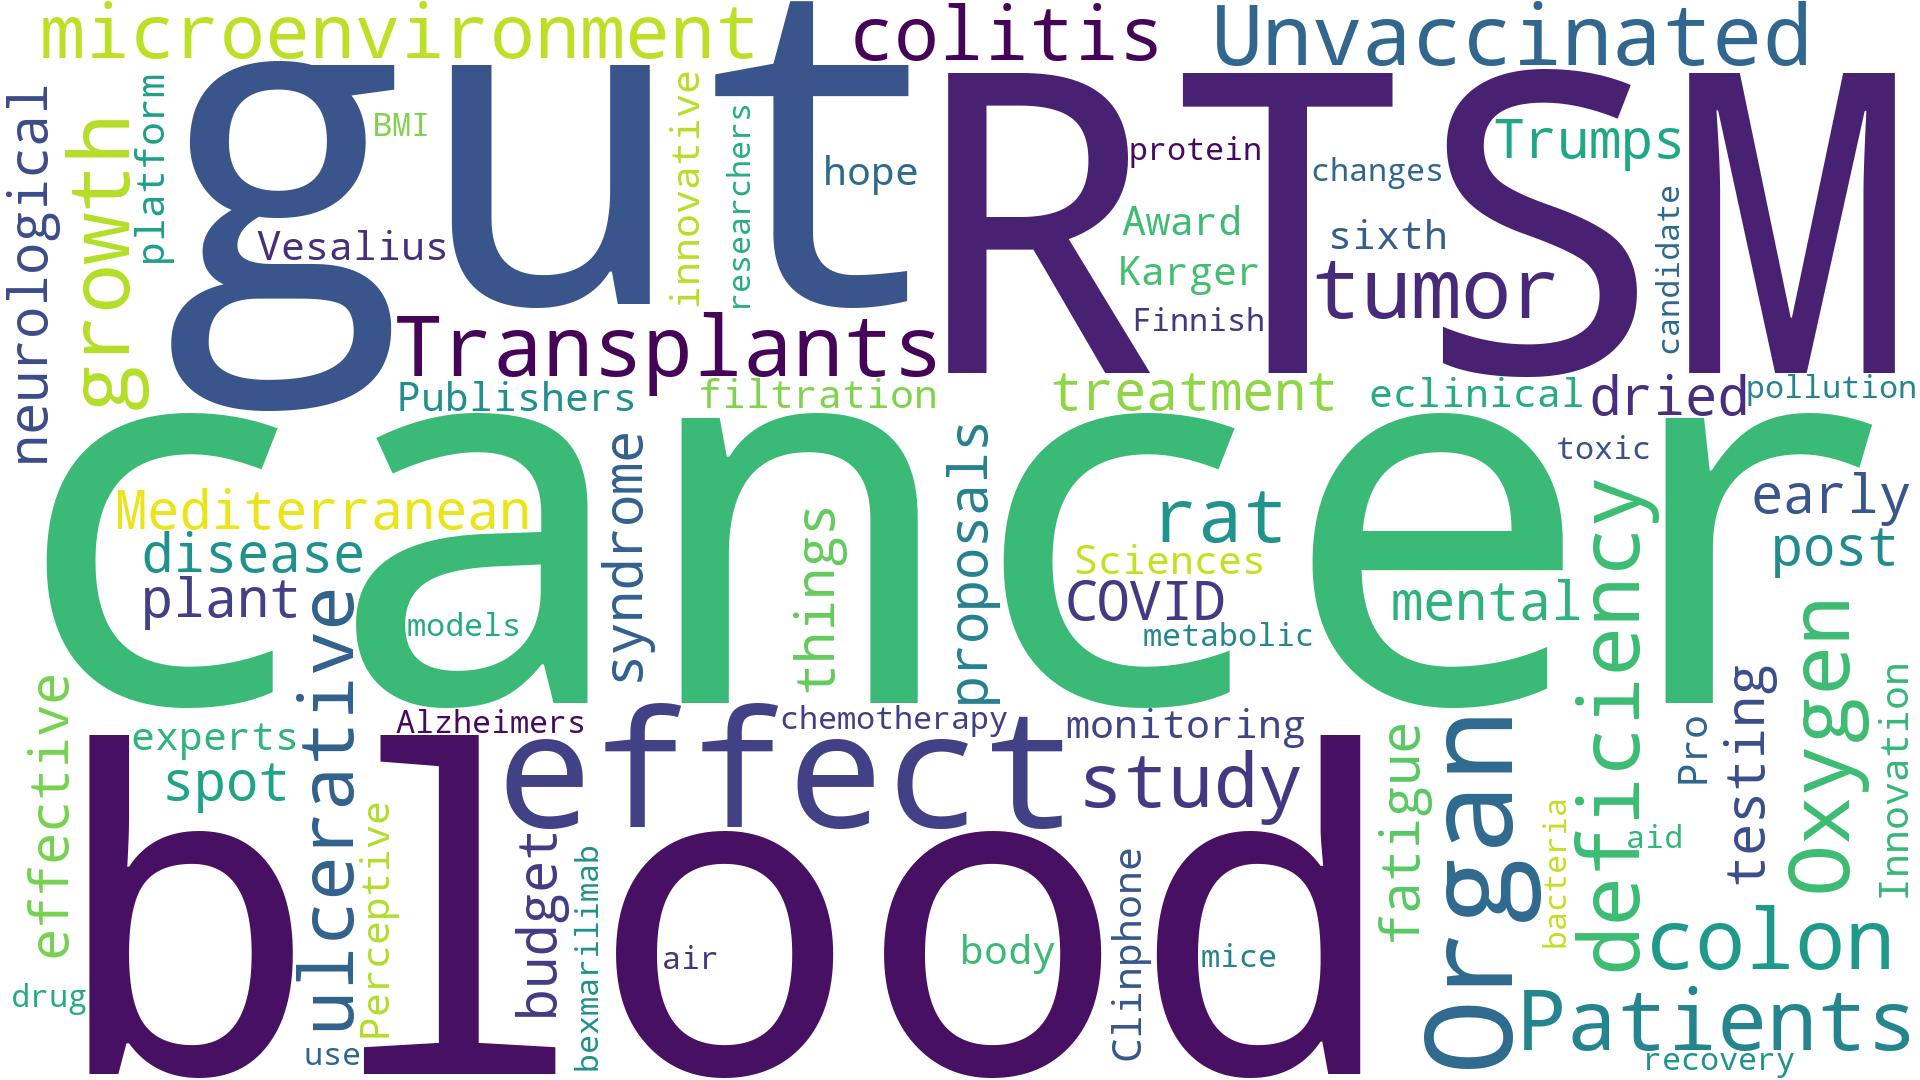 microenvironment
colitis
Unvaccinated
neurological
growth
platform
gut
BMI
Vesalius
innovative
researchers
hope
RTSM
protein
changes
Trumps
Award
sixth
Karger
tumor
Finnish
candidate
Transplants
Publishers
filtration
treatment
eclinical
dried
pollution
cancer
toxic
Mediterranean
disease
plant
models
syndrome
things
proposals
rat
Sciences
COVID
metabolic
mental
early
post
deficiency
effective
experts
spot
ulcerative
Alzheimers
effect
chemotherapy
monitoring
study
Perceptive
budget
bexmarilimab
blood
air
body
Clinphone
mice
fatigue
Organ
bacteria
aid
Pro
testing
Oxygen
Innovation
colon
drug
use
Patients
recovery